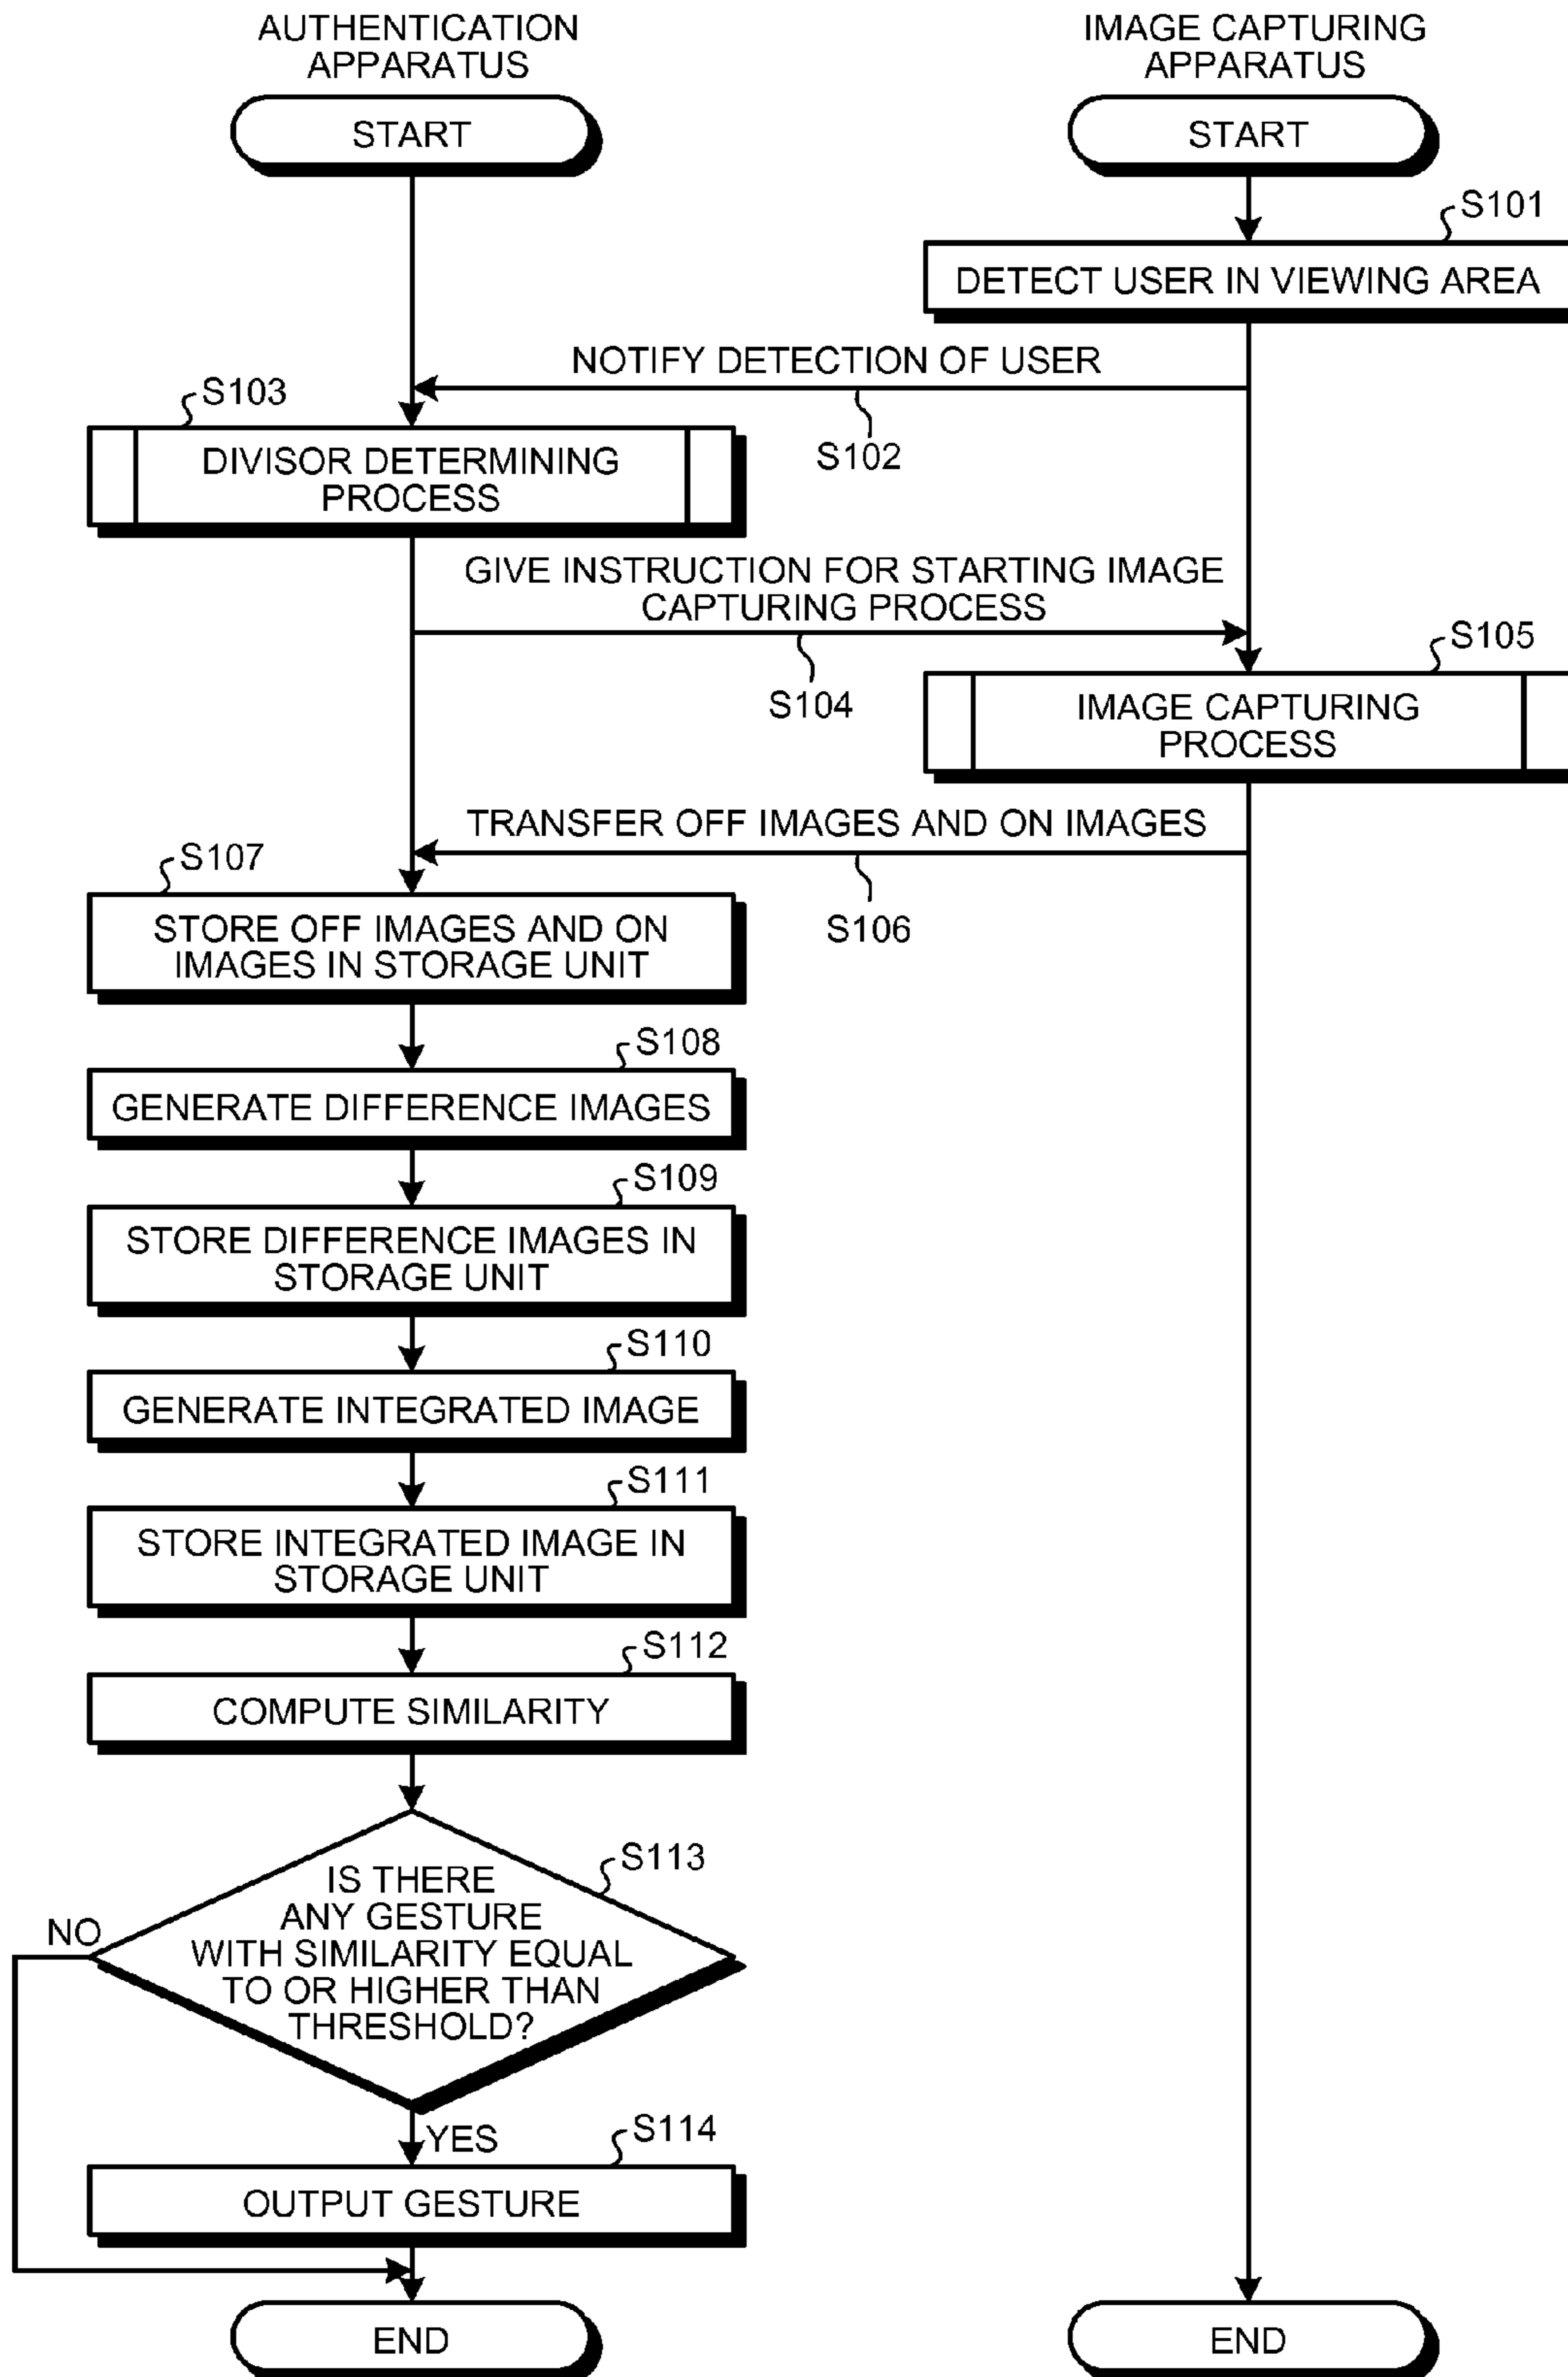 AUTHENTICATION
APPARATUS
IMAGE CAPTURING
APPARATUS
START
START
S101
DETECT USER IN VIEWING AREA
NOTIFY DETECTION OF USER
S102
S103
DIVISOR DETERMINING
PROCESS
GIVE INSTRUCTION FOR STARTING IMAGE
CAPTURING PROCESS
S104
S105
IMAGE CAPTURING
PROCESS
TRANSFER OFF IMAGES AND ON IMAGES
S106
S107
STORE OFF IMAGES AND ON
IMAGES IN STORAGE UNIT
S108
GENERATE DIFFERENCE IMAGES
S109
STORE DIFFERENCE IMAGES IN
STORAGE UNIT
S110
GENERATE INTEGRATED IMAGE
S111
STORE INTEGRATED IMAGE IN
STORAGE UNIT
S112
COMPUTE SIMILARITY
S113
IS THERE
ANY GESTURE
WITH SIMILARITY EQUAL
TO OR HIGHER THAN
THRESHOLD?
NO
YES
S114
OUTPUT GESTURE
END
END